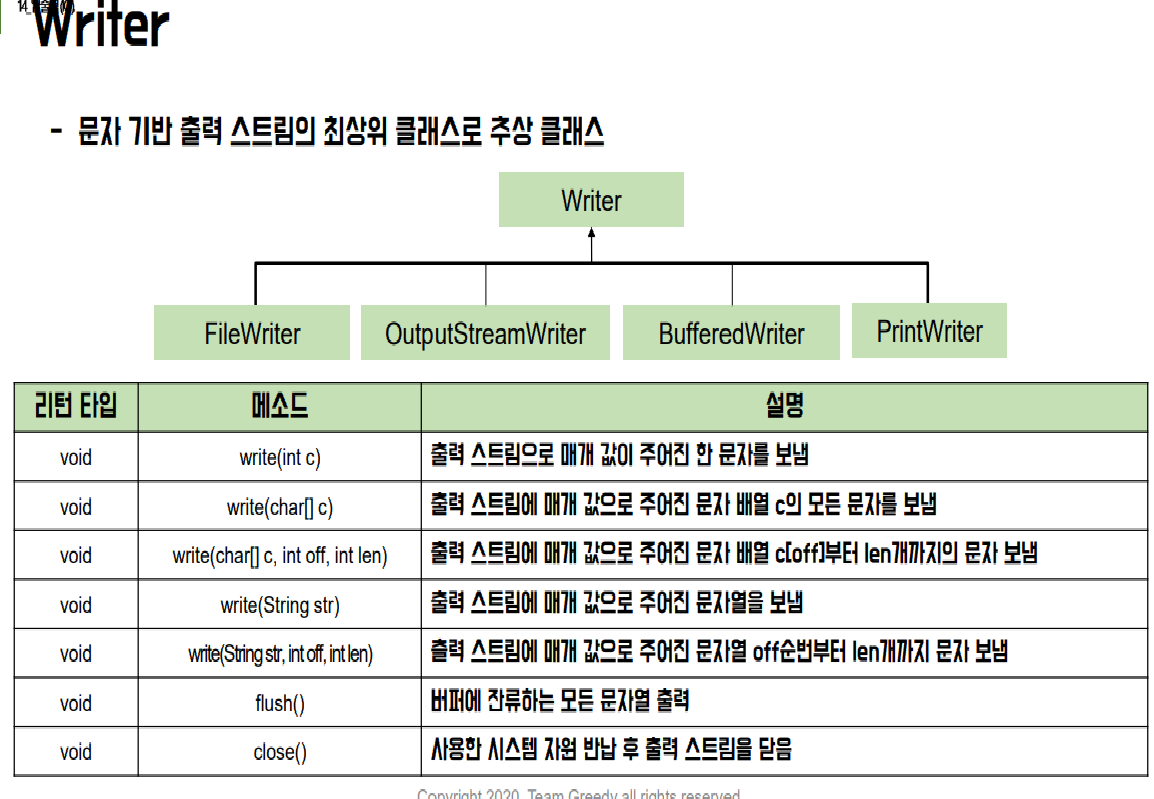 Writer
- 문자 기반 출력 스트림의 최상위 클래스로 추상 클래스
Writer
FileWriter OutputStreamWriter BufferedWriter PrintWriter
리턴 타입 메소드 설명
void write(int c) 출력 스트림으로 매개 값이 주어진 한 문자를 보냄
void write(char[] c) 출력 스트림에 매개 값으로 주어진 문자 배열 c의 모든 문자를 보냄
void write(char[] c, int off, int len) 출력 스트림에 매개 값으로 주어진 문자 배열 c[off]부터 len개까지의 문자 보냄
void write(String str) 출력 스트림에 매개 값으로 주어진 문자열을 보냄
void write(String str, int off, int len) 출력 스트림에 매개 값으로 주어진 문자열 off순번부터 len개까지 문자 보냄
void flush() 버퍼에 잔류하는 모든 문자열 출력
void close() 사용한 시스템 자원 반납 후 출력 스트림을 닫음
Copyright 2020. Team Greedy all rights reserved